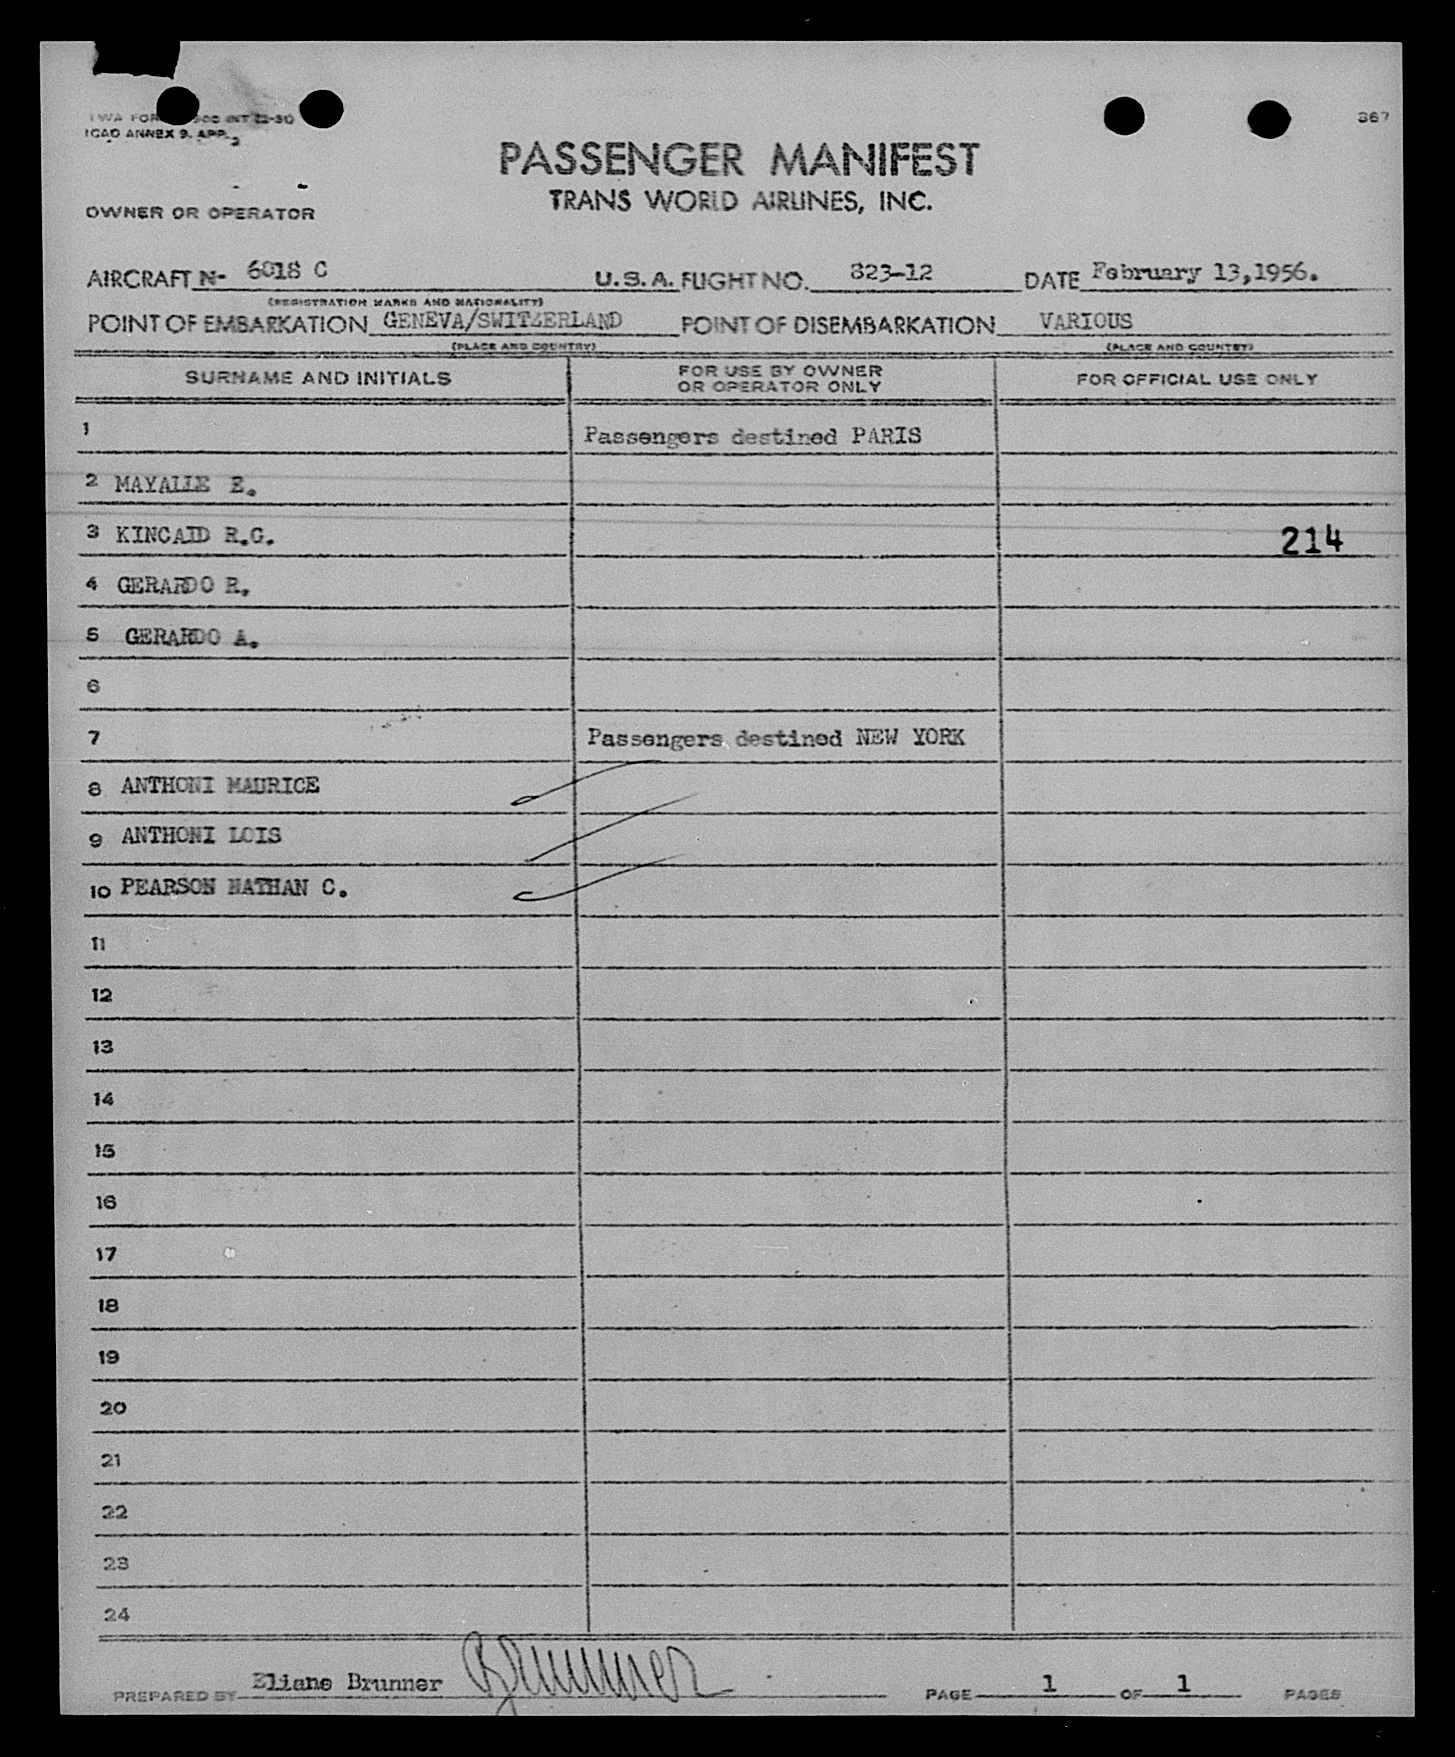 ICAO ANNEX 9. APP. 3
367
PASSENGER MANIFEST
TRANS WORLD AIRLINES, INC.
OWNER OR OPERATOR
AIRCRAFT N- 6018 C U.S.A. FLIGHT NO. 823-12 DATE February 13,1956.
(REGISTRATION MARKS AND NATIONALITY)
POINT OF EMBARKATION GENEVA/SWITZERLAND POINT OF DISEMBARKATION VARIOUS
(PLACE AND COUNTRY) (PLACE AND COUNTRY)
SURNAME AND INITIALS FOR USE BY OWNER OR OPERATOR ONLY FOR OFFICIAL USE ONLY
1 Passengers destined PARIS
2 MAYALLE E.
3 KINCAID R.G. 214
4 GERARDO R.
5 GERARDO A.
6
7 Passengers destined NEW YORK
8 ANTHONI MAURICE
9 ANTHONI LOIS
10 PEARSON NATHAN C.
11
12
13
14
15
16
17
18
19
20
21
22
23
24
PREPARED BY Eliane Brunner Brunner PAGE 1 OF 1 PAGES